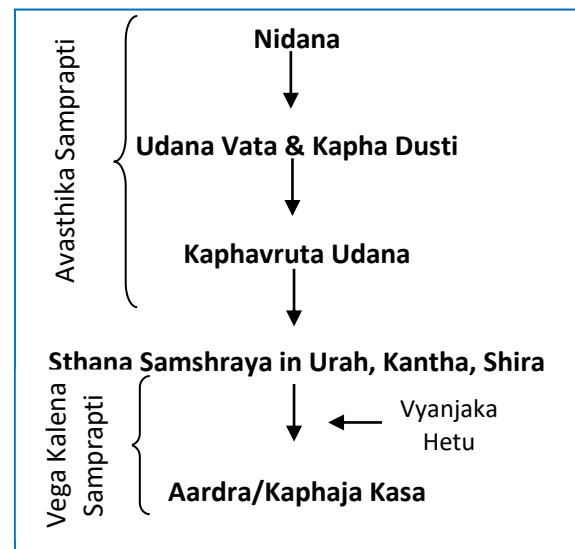 Nidana
Avasthika Samprapti
Udana Vata & Kapha Dusti
Kaphavruta Udana
Sthana Samshraya in Urah, Kantha, Shira
Vega Kalena
Samprapti
Vyanjaka
Hetu
Aardra/Kaphaja Kasa